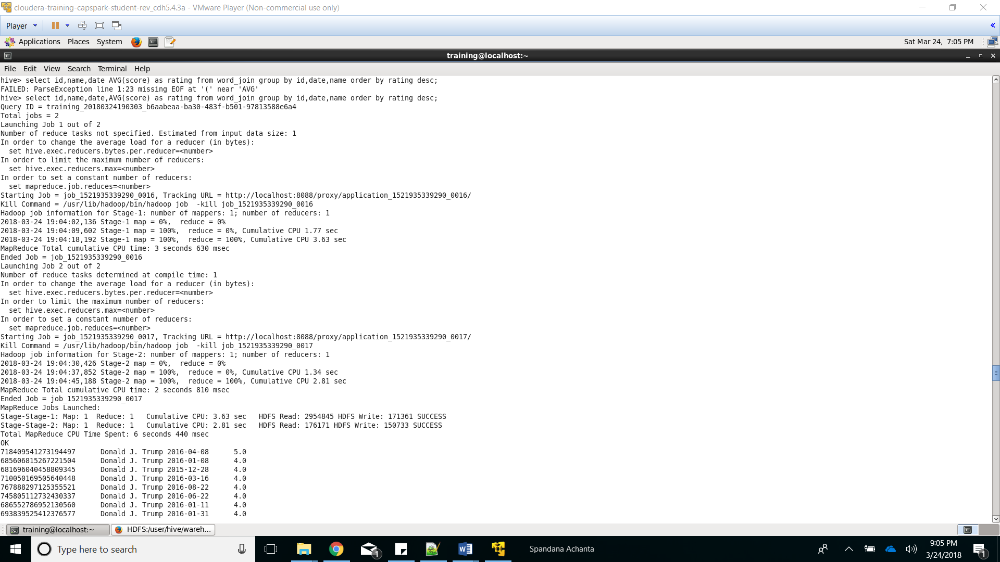 cloudera-training-capspark-student-rev_cdh5.4.3a - VMware Player (Non-commercial use only)
Player
Applications Places System
Sat Mar 24, 7:05 PM
training@localhost:~
File Edit View Search Terminal Help
hive> select id,name,date AVG(score) as rating from word_join group by id,date,name order by rating desc;
FAILED: ParseException line 1:23 missing EOF at '(' near 'AVG'
hive> select id,name,date,AVG(score) as rating from word_join group by id,date,name order by rating desc;
Query ID = training_20180324190303_b6aabeaa-ba30-483f-b501-97813588e6a4
Total jobs = 2
Launching Job 1 out of 2
Number of reduce tasks not specified. Estimated from input data size: 1
In order to change the average load for a reducer (in bytes):
  set hive.exec.reducers.bytes.per.reducer=<number>
In order to limit the maximum number of reducers:
  set hive.exec.reducers.max=<number>
In order to set a constant number of reducers:
  set mapreduce.job.reduces=<number>
Starting Job = job_1521935339290_0016, Tracking URL = http://localhost:8088/proxy/application_1521935339290_0016/
Kill Command = /usr/lib/hadoop/bin/hadoop job  -kill job_1521935339290_0016
Hadoop job information for Stage-1: number of mappers: 1; number of reducers: 1
2018-03-24 19:04:02,136 Stage-1 map = 0%,  reduce = 0%
2018-03-24 19:04:09,602 Stage-1 map = 100%,  reduce = 0%, Cumulative CPU 1.77 sec
2018-03-24 19:04:18,192 Stage-1 map = 100%,  reduce = 100%, Cumulative CPU 3.63 sec
MapReduce Total cumulative CPU time: 3 seconds 630 msec
Ended Job = job_1521935339290_0016
Launching Job 2 out of 2
Number of reduce tasks determined at compile time: 1
In order to change the average load for a reducer (in bytes):
  set hive.exec.reducers.bytes.per.reducer=<number>
In order to limit the maximum number of reducers:
  set hive.exec.reducers.max=<number>
In order to set a constant number of reducers:
  set mapreduce.job.reduces=<number>
Starting Job = job_1521935339290_0017, Tracking URL = http://localhost:8088/proxy/application_1521935339290_0017/
Kill Command = /usr/lib/hadoop/bin/hadoop job  -kill job_1521935339290_0017
Hadoop job information for Stage-2: number of mappers: 1; number of reducers: 1
2018-03-24 19:04:30,426 Stage-2 map = 0%,  reduce = 0%
2018-03-24 19:04:37,852 Stage-2 map = 100%,  reduce = 0%, Cumulative CPU 1.34 sec
2018-03-24 19:04:45,188 Stage-2 map = 100%,  reduce = 100%, Cumulative CPU 2.81 sec
MapReduce Total cumulative CPU time: 2 seconds 810 msec
Ended Job = job_1521935339290_0017
MapReduce Jobs Launched:
Stage-Stage-1: Map: 1  Reduce: 1   Cumulative CPU: 3.63 sec   HDFS Read: 2954845 HDFS Write: 171361 SUCCESS
Stage-Stage-2: Map: 1  Reduce: 1   Cumulative CPU: 2.81 sec   HDFS Read: 176171 HDFS Write: 150733 SUCCESS
Total MapReduce CPU Time Spent: 6 seconds 440 msec
OK
718409541273194497      Donald J. Trump 2016-04-08      5.0
685606815267221504      Donald J. Trump 2016-01-08      4.0
681696040458809345      Donald J. Trump 2015-12-28      4.0
710050169505640448      Donald J. Trump 2016-03-16      4.0
767888297125355521      Donald J. Trump 2016-08-22      4.0
745805112732430337      Donald J. Trump 2016-06-22      4.0
686552786952130560      Donald J. Trump 2016-01-11      4.0
693839525412376577      Donald J. Trump 2016-01-31      4.0
training@localhost:~ HDFS:/user/hive/wareh...
Type here to search
1
Spandana Achanta
9:05 PM
3/24/2018
1